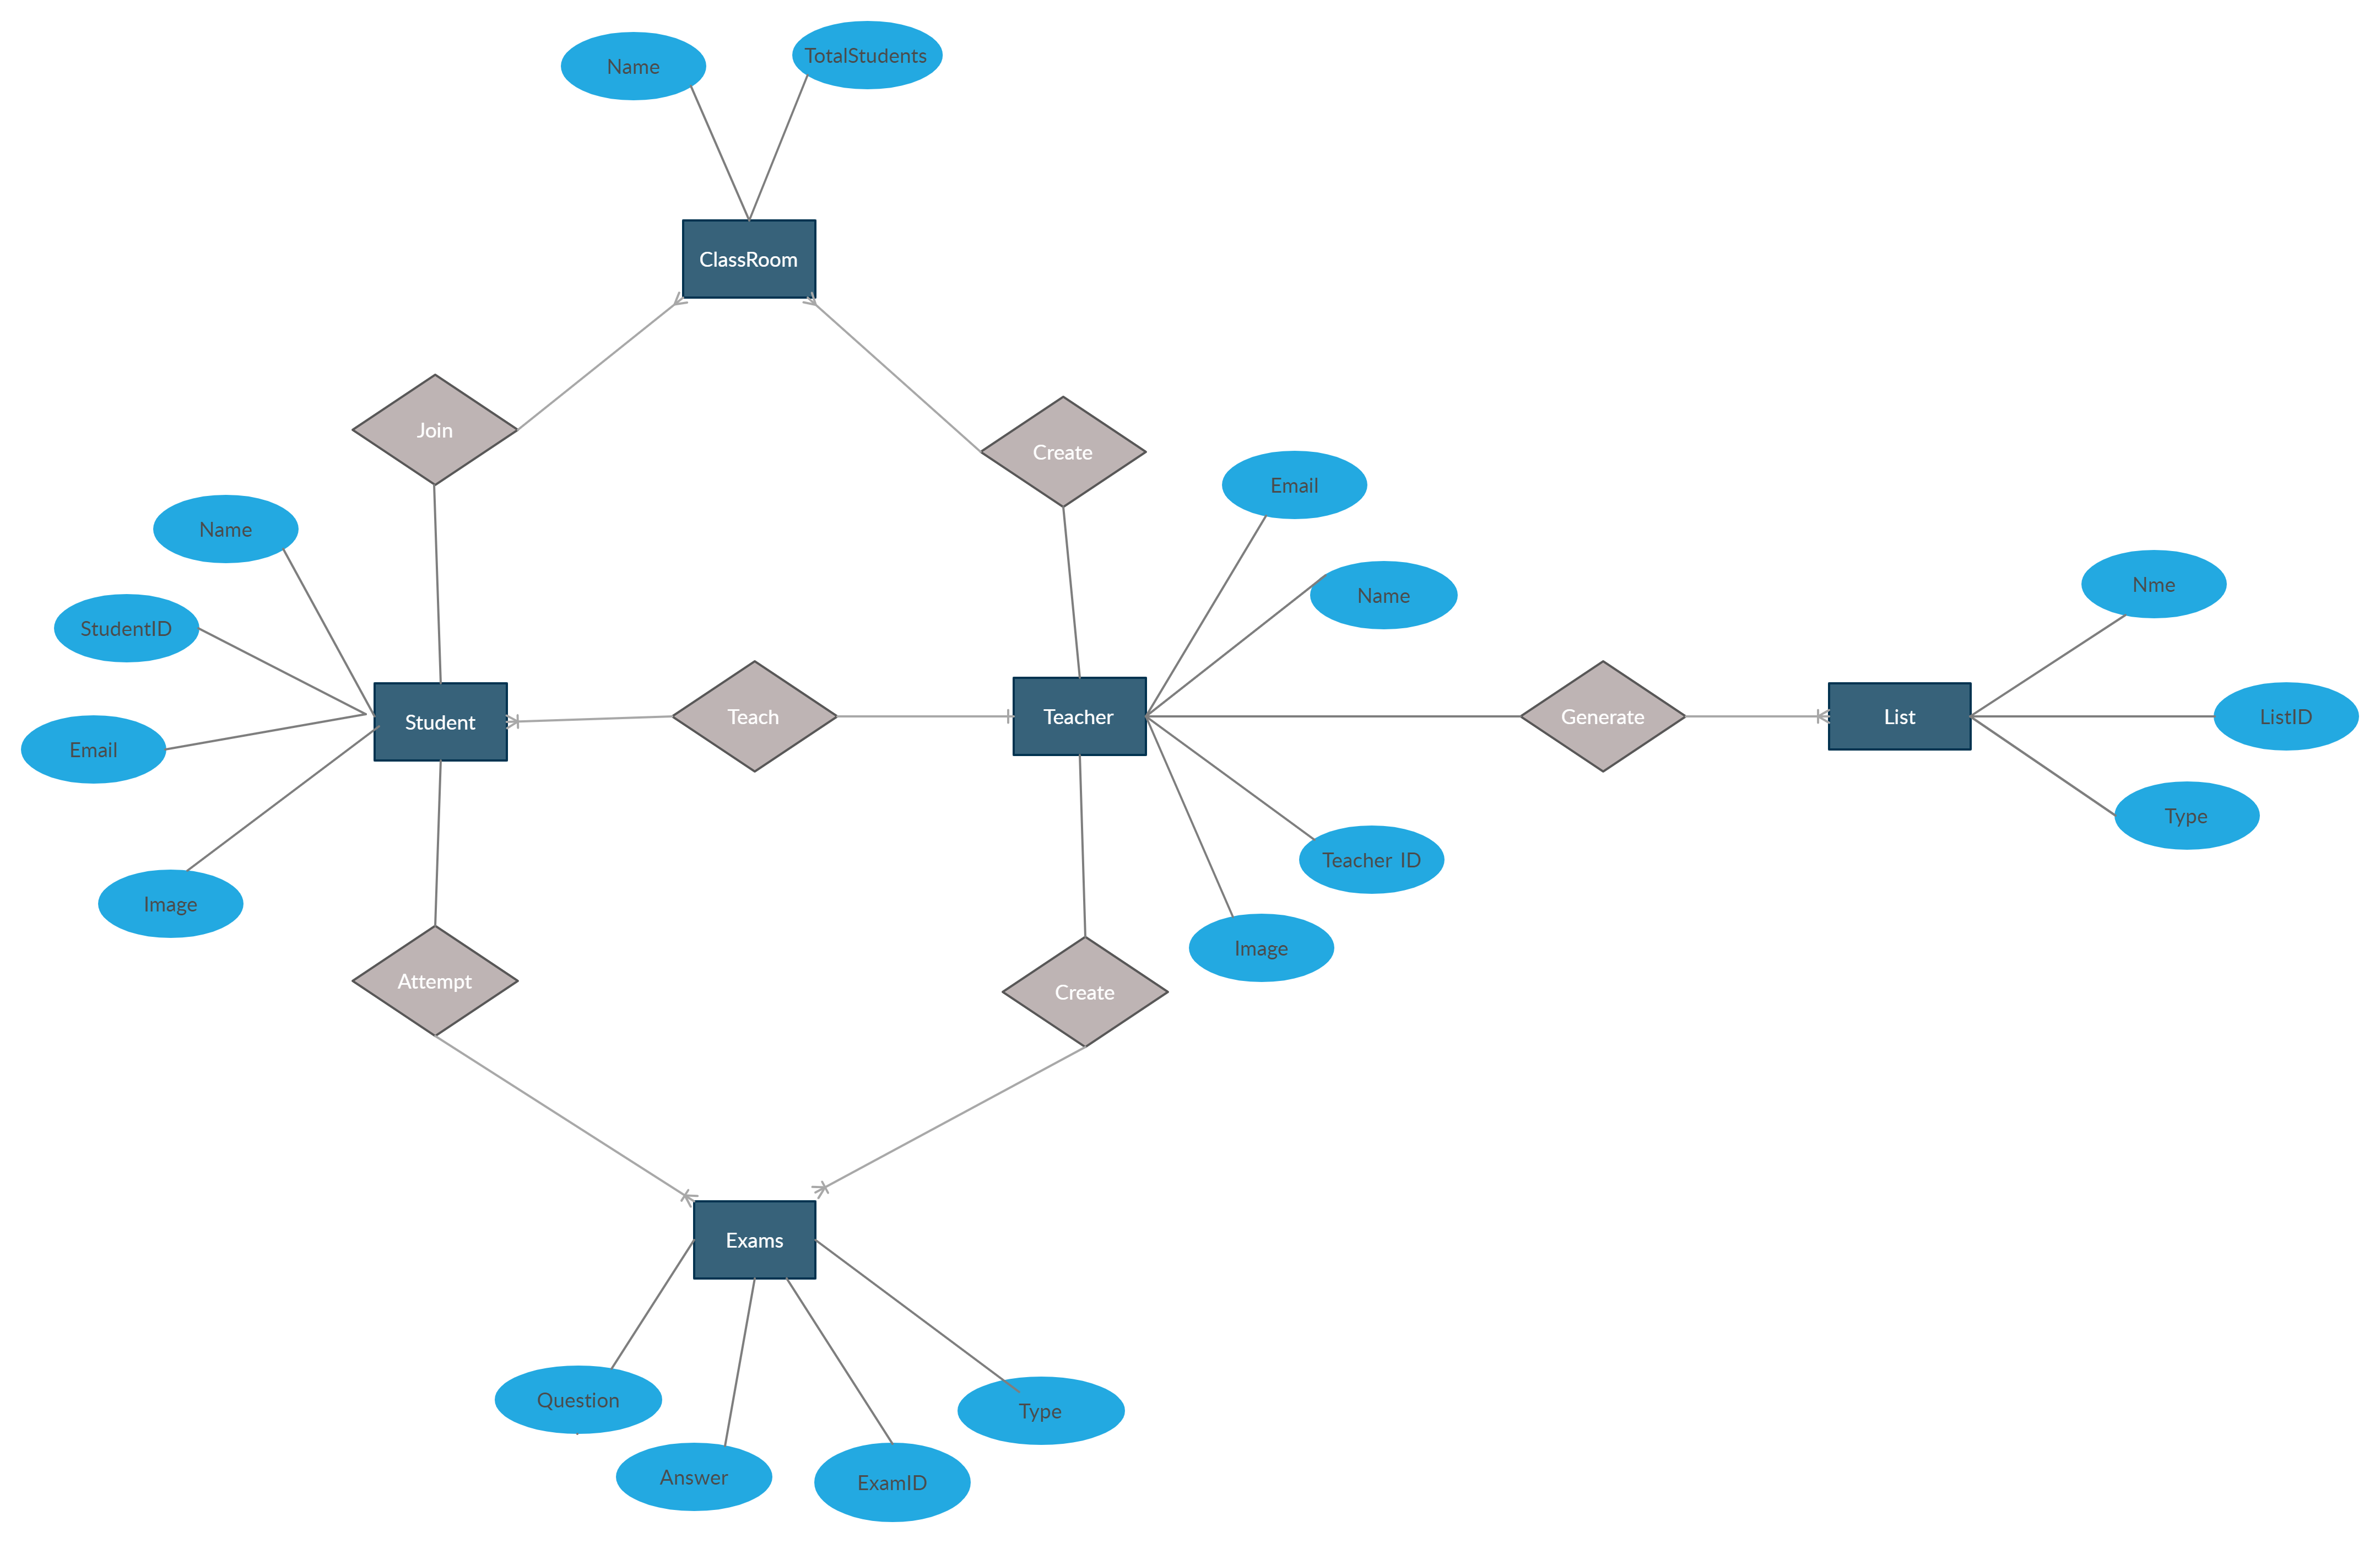 TotalStudents
Name
ClassRoom
Join
Create
Email
Name
Nme
Name
StudentID
Student
Teach
Teacher
Generate
List
ListID
Email
Type
Teacher ID
Image
Image
Attempt
Create
Exams
Question
Type
Answer
ExamID